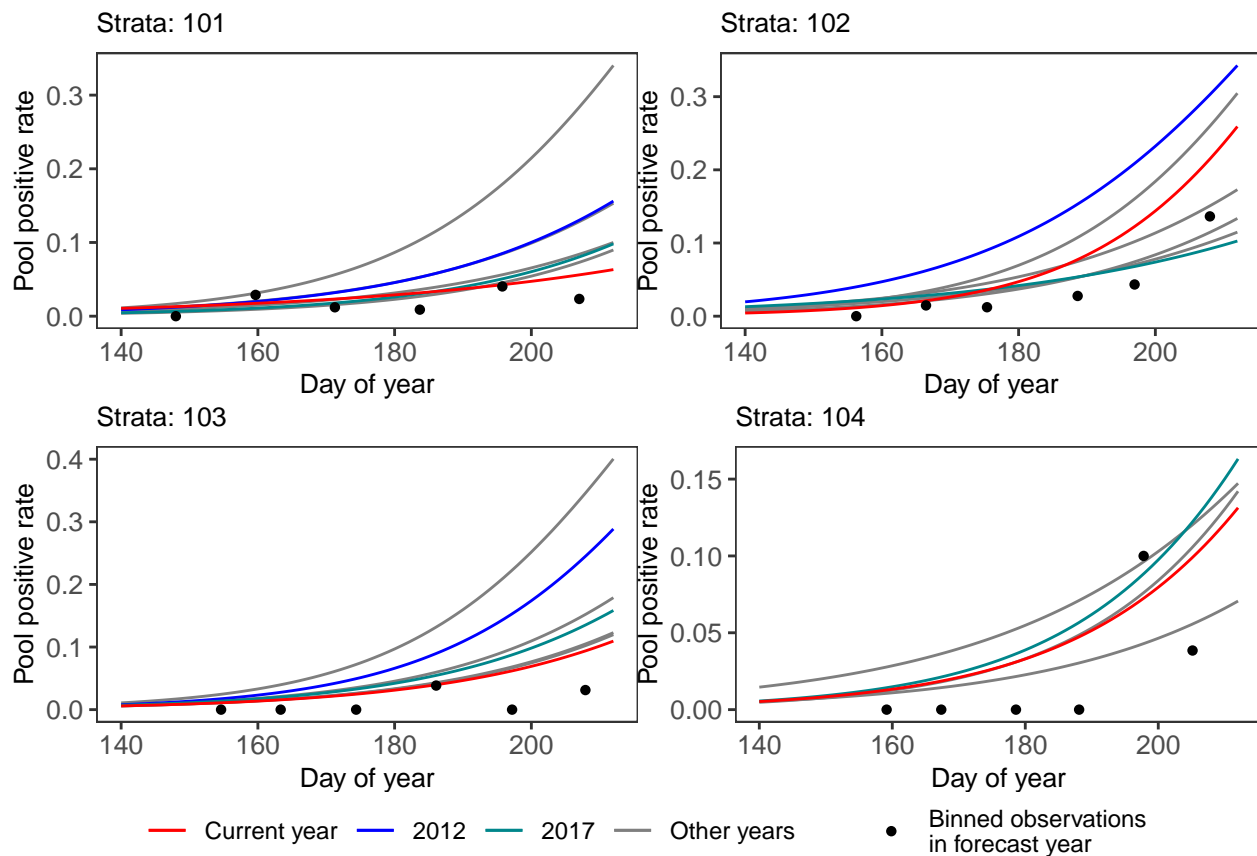 Strata: 101
Pool positive rate
0.3
0.2
0.1
0.0
140 160 180 200
Day of year
Strata: 102
Pool positive rate
0.3
0.2
0.1
0.0
140 160 180 200
Day of year
Strata: 103
Pool positive rate
0.4
0.3
0.2
0.1
0.0
140 160 180 200
Day of year
Strata: 104
Pool positive rate
0.15
0.10
0.05
0.00
140 160 180 200
Day of year
Current year 2012 2017 Other years Binned observations
in forecast year